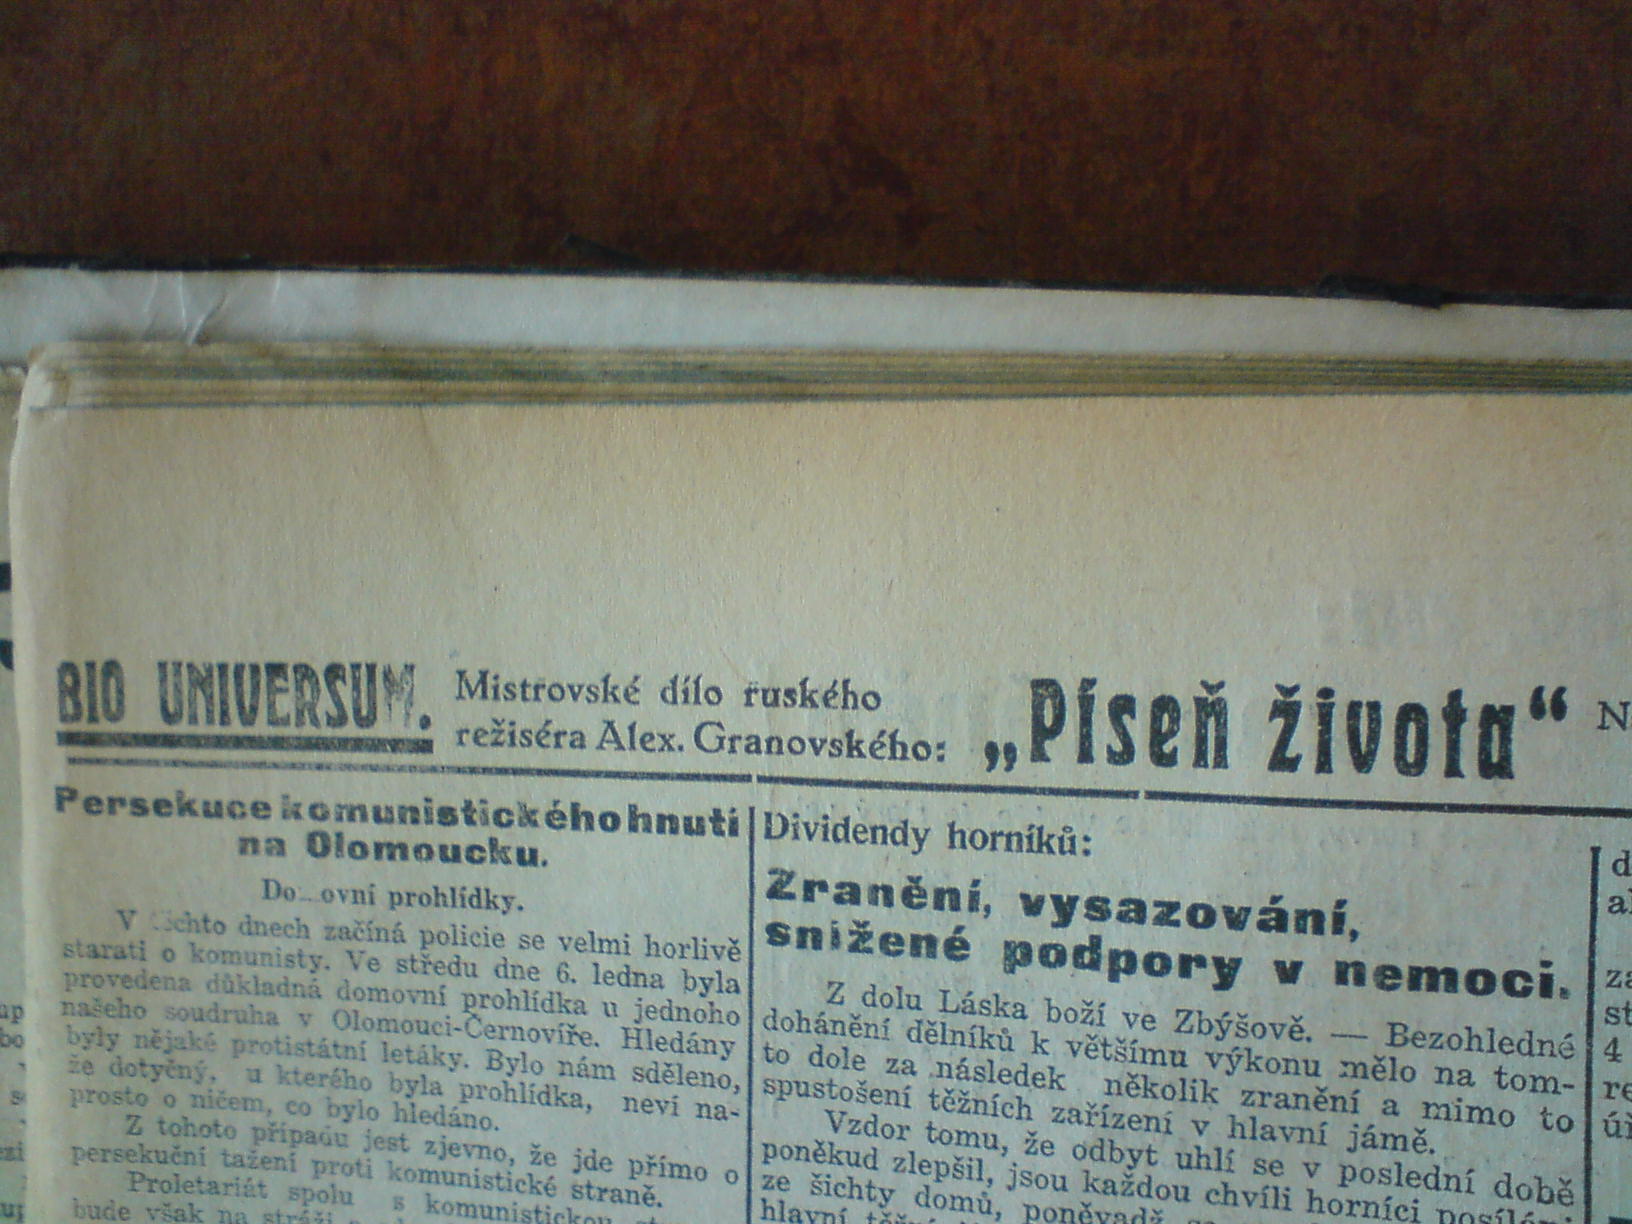 BIO UNIVERSUM.
Mistrovské dílo ruského
režiséra Alex. Granovského:
„Píseň života“
Persekuce komunistického hnutí
na Olomoucku.
prohlídky.
V dnech začíná policie se velmi horlivě
starati o komunisty. Ve středu dne 6. ledna byla
provedena důkladná domovní prohlídka u jednoho
našeho soudruha v Olomouci-Černovíře. Hledány
byly nějaké protistátní letáky. Bylo nám sděleno,
že dotyčný, u kterého byla prohlídka, neví na-
prosto o ničem, co bylo hledáno.
Z tohoto případu jest zjevno, že jde přímo o
persekuční tažení proti komunistické straně.
Proletariát spolu s komunistickou
bude však na stráži
Dividendy horníků:
Zranění, vysazování,
snižené podpory v nemoci.
Z dolu Láska boží ve Zbýšově. — Bezohledné
dohánění dělníků k většímu výkonu mělo na tom-
to dole za následek několik zranění a mimo to
spustošení těžních zařízení v hlavní jámě.
Vzdor tomu, že odbyt uhlí se v poslední době
poněkud zlepšil, jsou každou chvíli horníci posíláni
ze šichty domů, poněvadž
hlavní